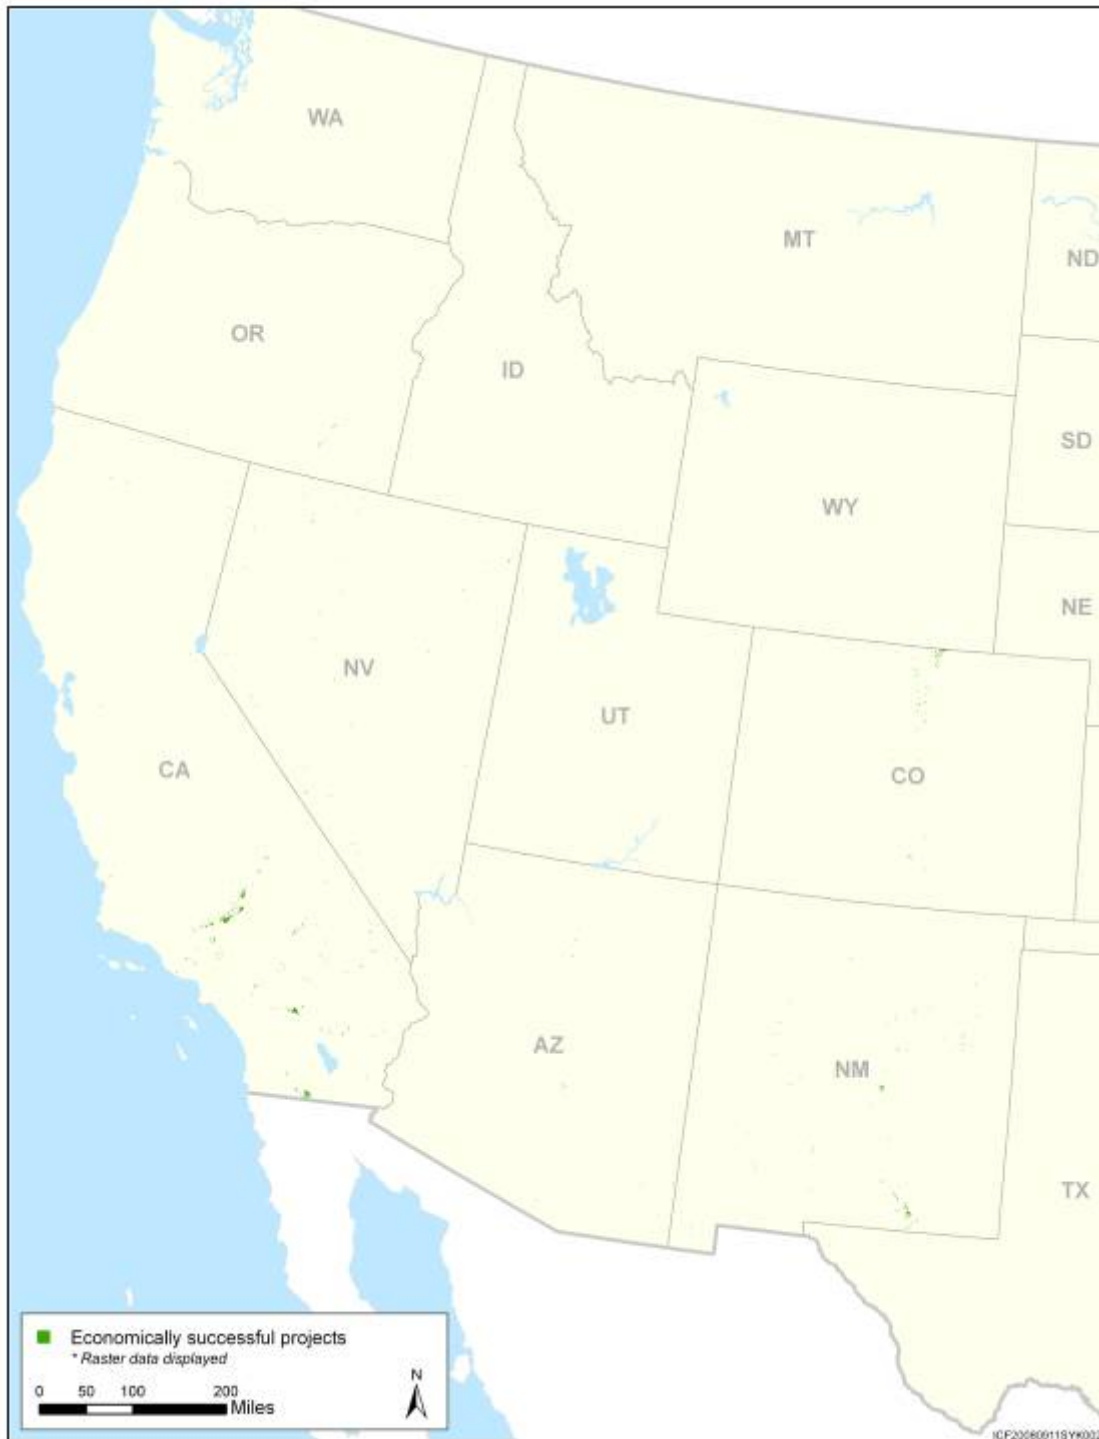 WA
MT
ND
OR
ID
SD
WY
NE
NV
UT
CA
CO
AZ
NM
TX
Economically successful projects
* Raster data displayed
N
0 50 100 200
Miles
ICF20080911SYK002